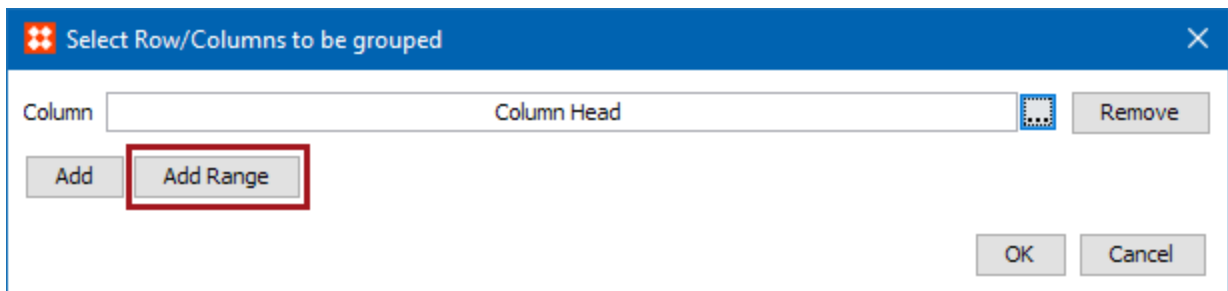 Select Row/Columns to be grouped
Column Column Head ... Remove
Add Add Range
OK Cancel